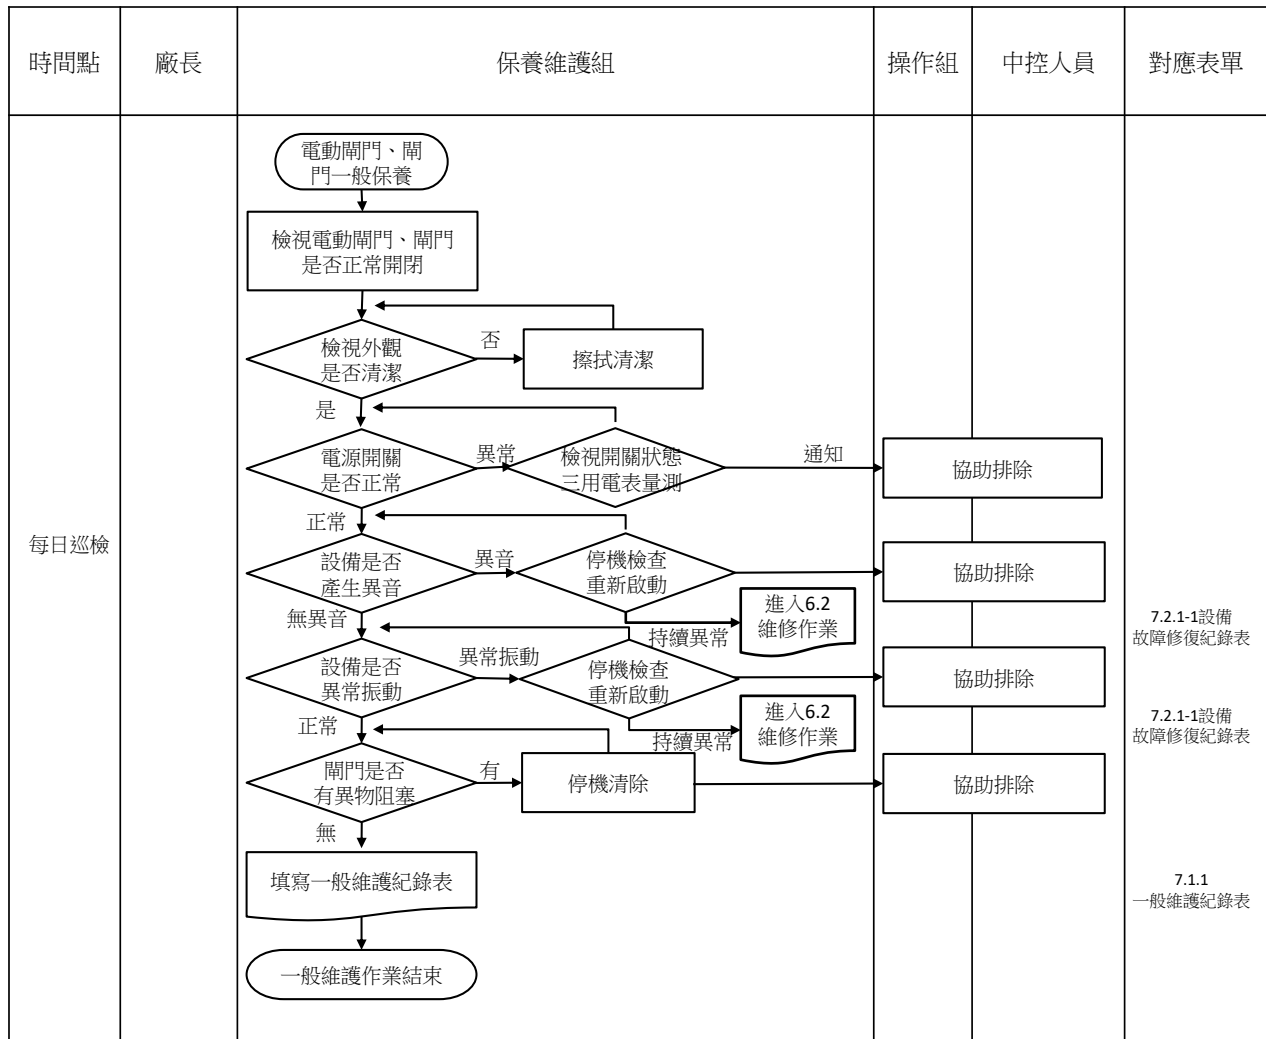 時間點
廠長
保養維護組
操作組
中控人員
對應表單
電動閘門、閘
門一般保養
檢視電動閘門、閘門
是否正常開閉
檢視外觀
是否清潔
否
擦拭清潔
是
電源開關
是否正常
異常
檢視開關狀態
三用電表量測
通知
協助排除
正常
每日巡檢
設備是否
產生異音
異音
停機檢查
重新啟動
協助排除
無異音
持續異常
進入6.2
維修作業
7.2.1-1設備
故障修復紀錄表
設備是否
異常振動
異常振動
停機檢查
重新啟動
協助排除
正常
持續異常
進入6.2
維修作業
7.2.1-1設備
故障修復紀錄表
閘門是否
有異物阻塞
有
停機清除
協助排除
無
填寫一般維護紀錄表
7.1.1
一般維護紀錄表
一般維護作業結束